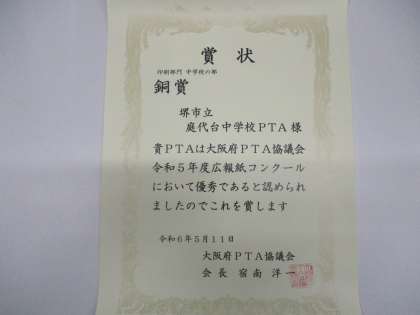 賞状
印刷部門 中学校の部
銅賞
堺市立
庭代台中学校PTA 様
貴PTAは大阪府PTA協議会
令和5年度広報紙コンクール
において優秀であると認められ
ましたのでこれを賞します
令和6年5月11日
大阪府PTA協議会
会長 宿南 洋一